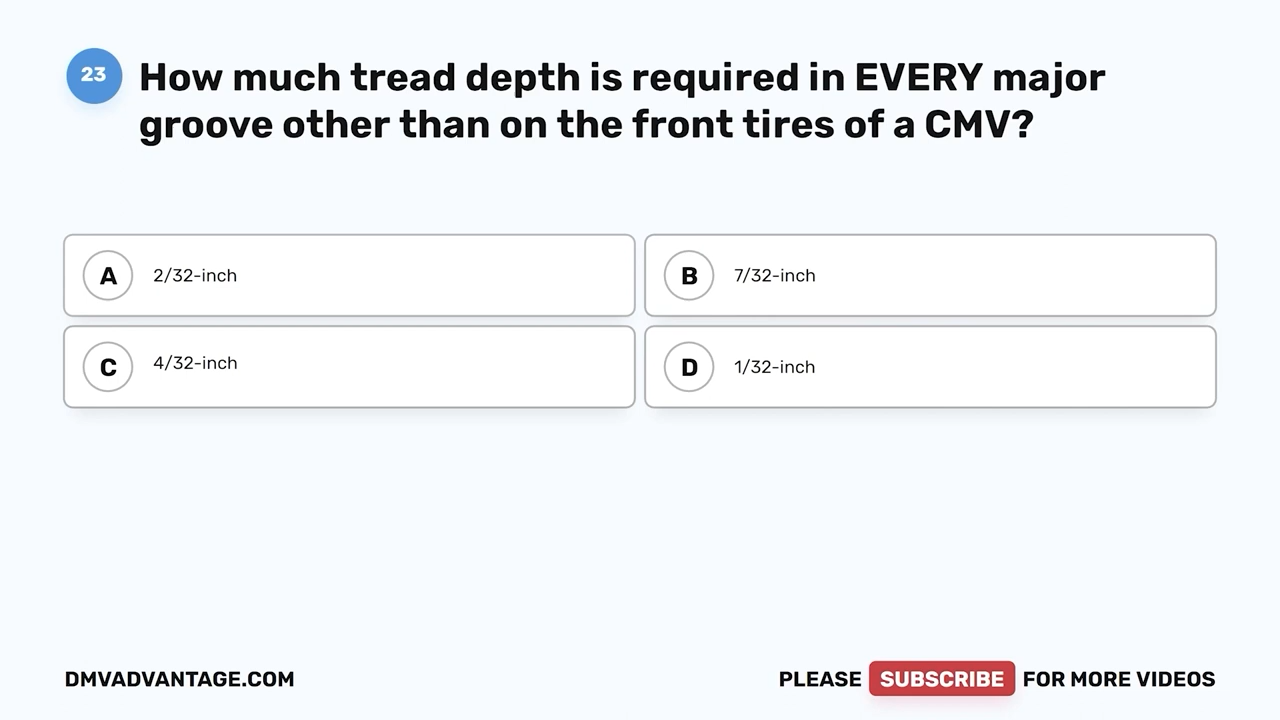 23
How much tread depth is required in EVERY major
groove other than on the front tires of a CMV?
A 2/32-inch
B 7/32-inch
C 4/32-inch
D 1/32-inch
DMVADVANTAGE.COM
PLEASE SUBSCRIBE FOR MORE VIDEOS